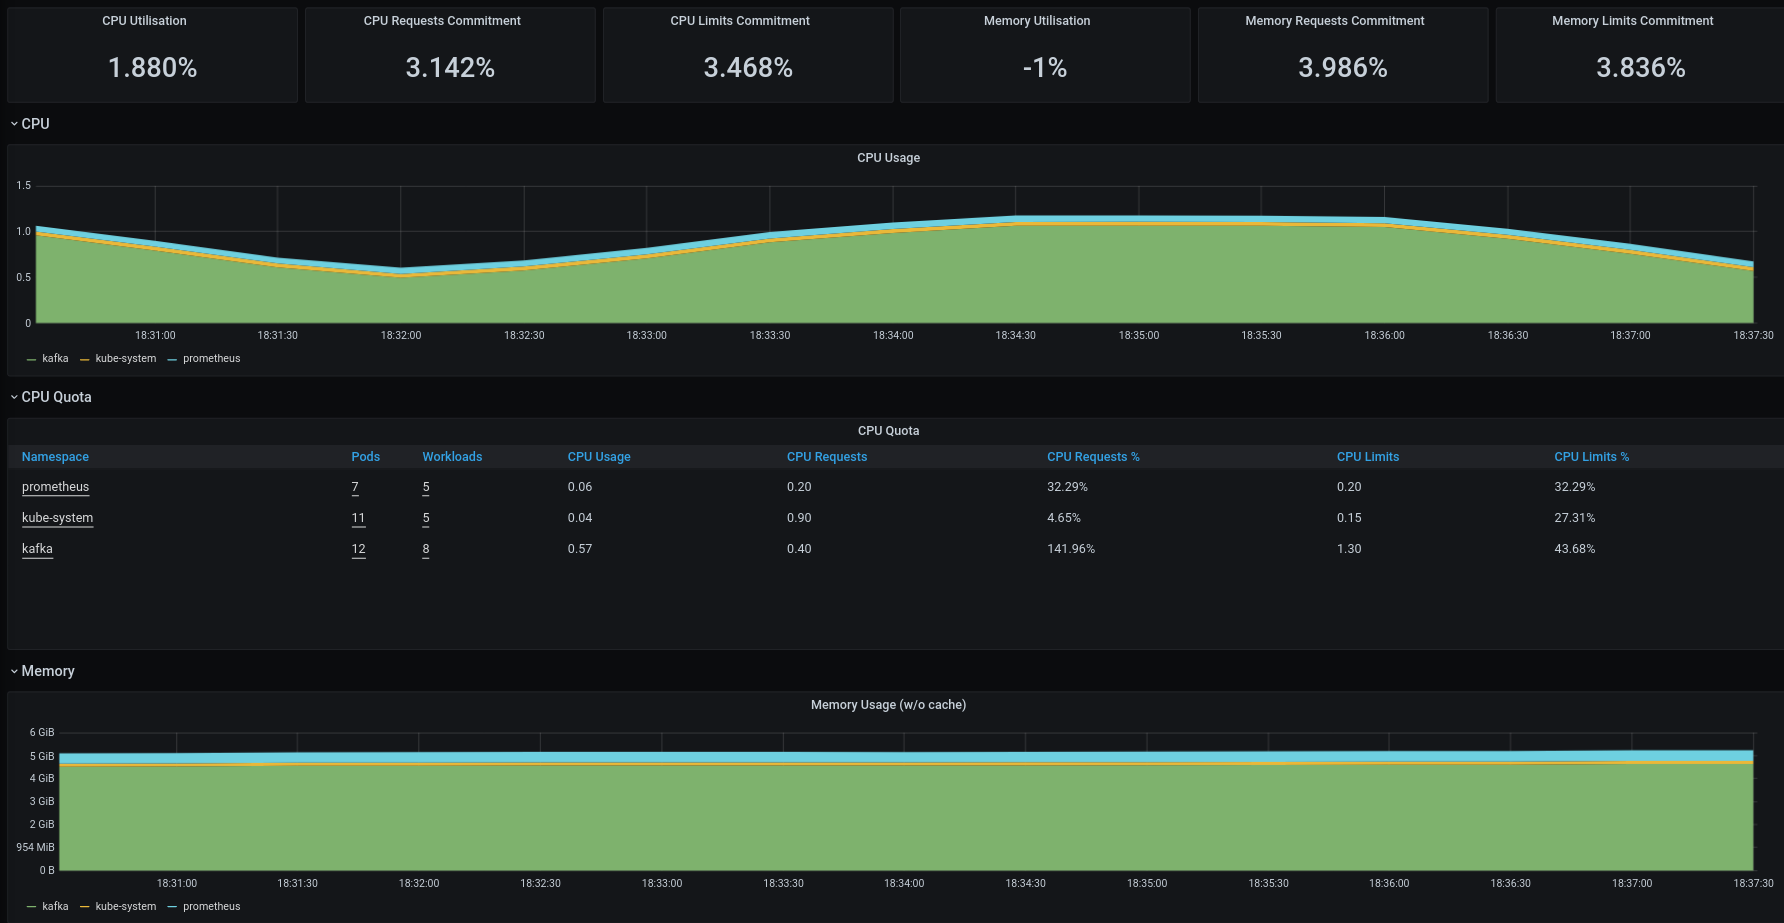 CPU Utilisation CPU Requests Commitment CPU Limits Commitment Memory Utilisation Memory Requests Commitment Memory Limits Commitment
1.880% 3.142% 3.468% -1% 3.986% 3.836%
CPU
CPU Usage
1.5
1.0
0.5
0
18:31:00 18:31:30 18:32:00 18:32:30 18:33:00 18:33:30 18:34:00 18:34:30 18:35:00 18:35:30 18:36:00 18:36:30 18:37:00 18:37:30
kafka kube-system prometheus
CPU Quota
CPU Quota
Namespace Pods Workloads CPU Usage CPU Requests CPU Requests % CPU Limits CPU Limits %
prometheus 7 5 0.06 0.20 32.29% 0.20 32.29%
kube-system 11 5 0.04 0.90 4.65% 0.15 27.31%
kafka 12 8 0.57 0.40 141.96% 1.30 43.68%
Memory
Memory Usage (w/o cache)
6 GiB
5 GiB
4 GiB
3 GiB
2 GiB
954 MiB
0 B
18:31:00 18:31:30 18:32:00 18:32:30 18:33:00 18:33:30 18:34:00 18:34:30 18:35:00 18:35:30 18:36:00 18:36:30 18:37:00 18:37:30
kafka kube-system prometheus